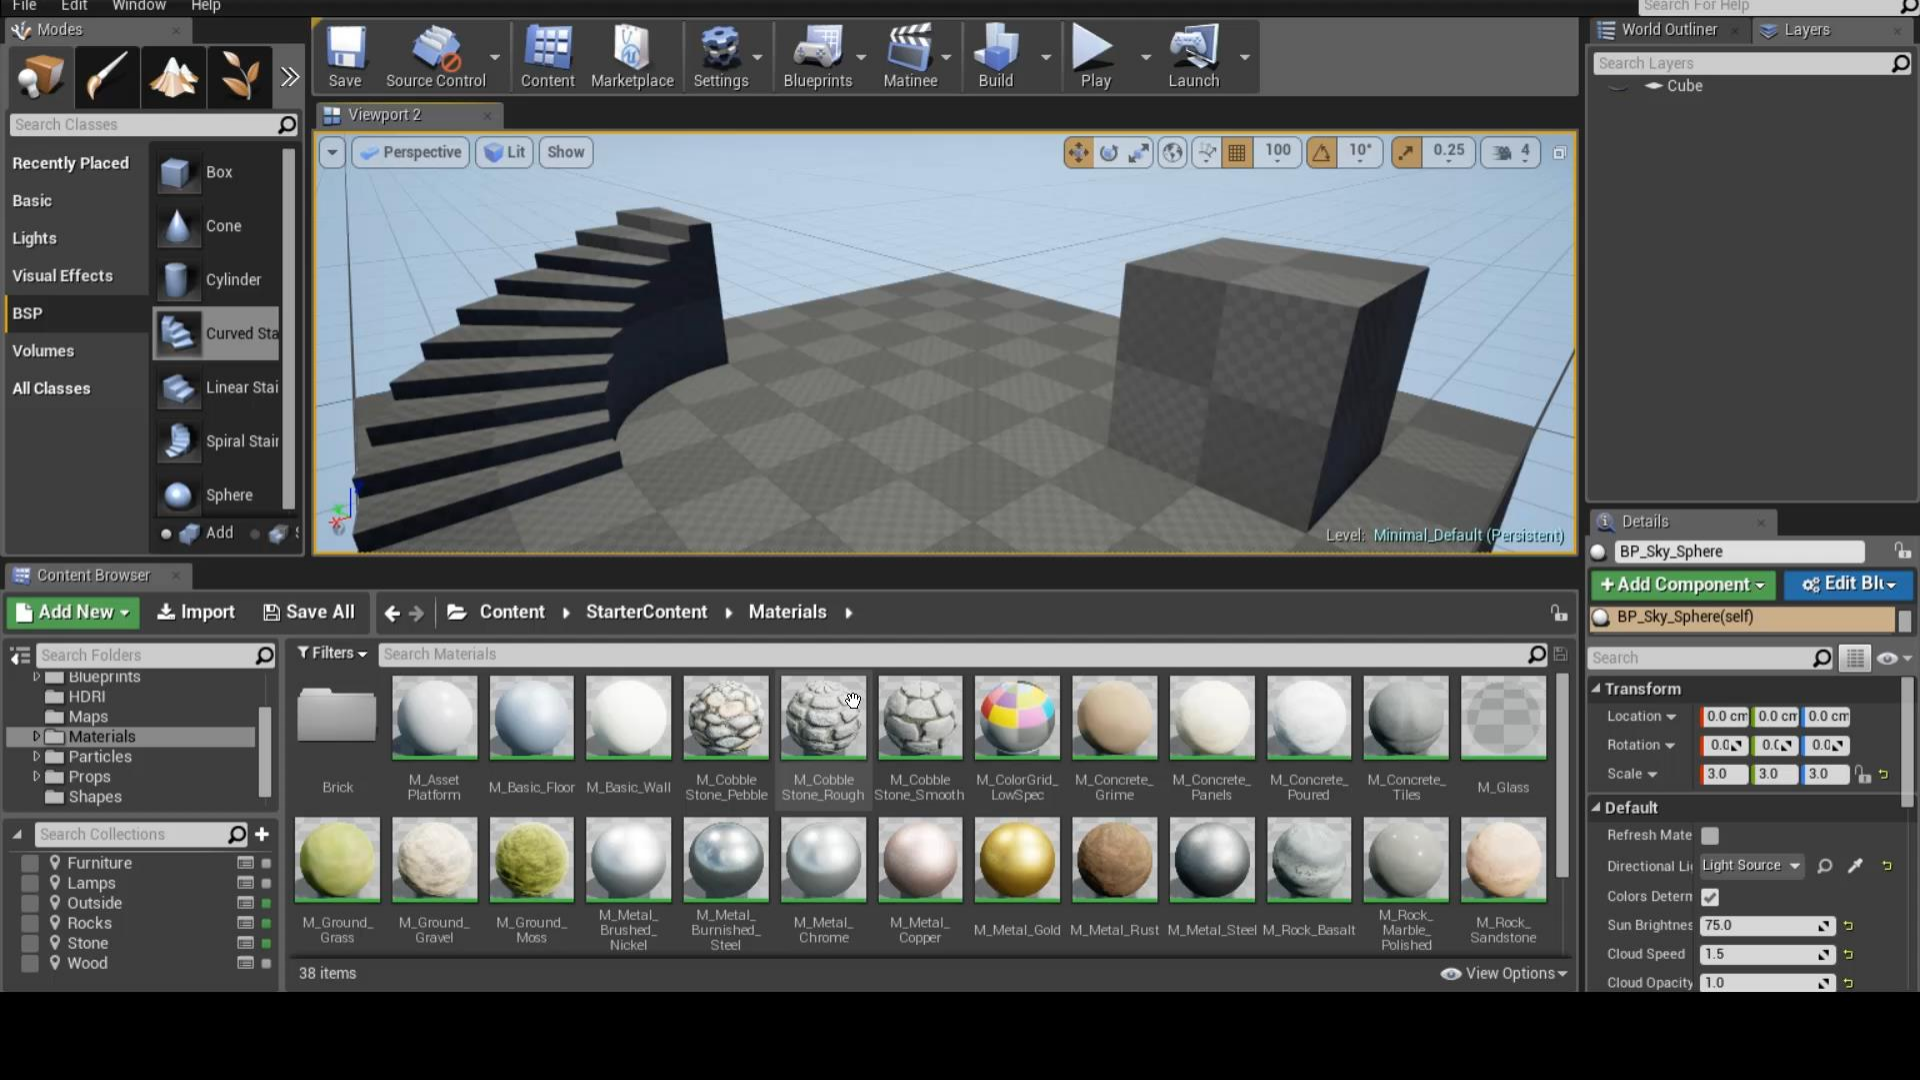 File Edit Window Help
Search For Help
Modes
Search Classes
Recently Placed
Basic
Lights
Visual Effects
BSP
Volumes
All Classes
Box
Cone
Cylinder
Curved Sta
Linear Stai
Spiral Stair
Sphere
Add
Save
Source Control
Content
Marketplace
Settings
Blueprints
Matinee
Build
Play
Launch
Viewport 2
Perspective
Lit
Show
100
10°
0.25
4
Level: Minimal_Default (Persistent)
World Outliner
Layers
Search Layers
Cube
Content Browser
Add New
Import
Save All
Content
StarterContent
Materials
Search Folders
Blueprints
HDRI
Maps
Materials
Particles
Props
Shapes
Search Collections
Furniture
Lamps
Outside
Rocks
Stone
Wood
Filters
Search Materials
Brick
M_Asset
Platform
M_Basic_Floor
M_Basic_Wall
M_Cobble
Stone_Pebble
M_Cobble
Stone_Rough
M_Cobble
Stone_Smooth
M_ColorGrid_
LowSpec
M_Concrete_
Grime
M_Concrete_
Panels
M_Concrete_
Poured
M_Concrete_
Tiles
M_Glass
M_Ground_
Grass
M_Ground_
Gravel
M_Ground_
Moss
M_Metal_
Brushed_
Nickel
M_Metal_
Burnished_
Steel
M_Metal_
Chrome
M_Metal_
Copper
M_Metal_Gold
M_Metal_Rust
M_Metal_Steel
M_Rock_Basalt
M_Rock_
Marble_
Polished
M_Rock_
Sandstone
38 items
View Options
Details
BP_Sky_Sphere
+Add Component
Edit Blu
BP_Sky_Sphere(self)
Search
Transform
Location 0.0 cm 0.0 cm 0.0 cm
Rotation 0.0 0.0 0.0
Scale 3.0 3.0 3.0
Default
Refresh Mate
Directional Li Light Source
Colors Determ
Sun Brightnes 75.0
Cloud Speed 1.5
Cloud Opacity 1.0